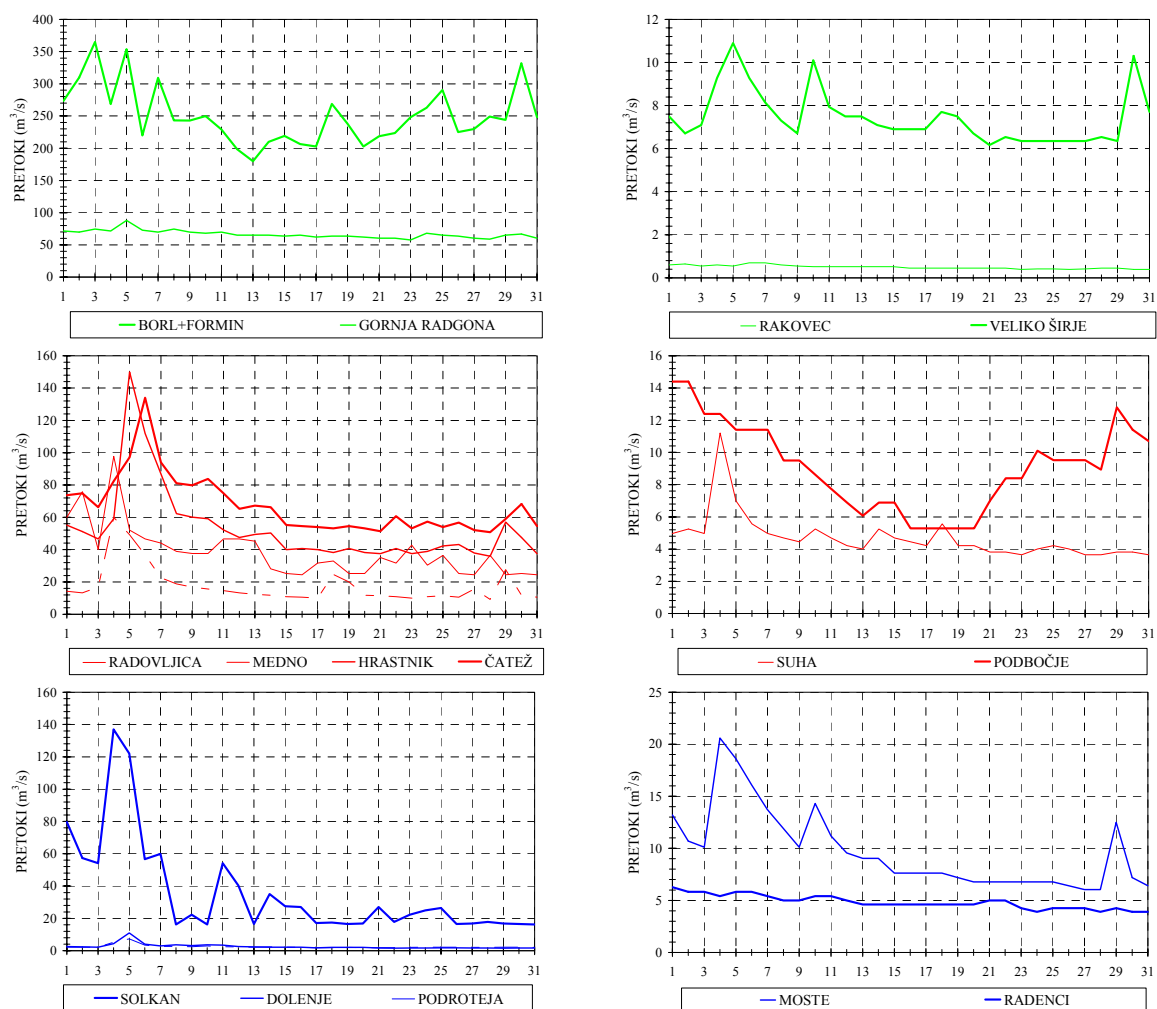 PRETOKI (m³/s)
400
350
300
250
200
150
100
50
0
1 3 5 7 9 11 13 15 17 19 21 23 25 27 29 31
BORL+FORMIN GORNJA RADGONA
PRETOKI (m³/s)
12
10
8
6
4
2
0
1 3 5 7 9 11 13 15 17 19 21 23 25 27 29 31
RAKOVEC VELIKO ŠIRJE
PRETOKI (m³/s)
160
140
120
100
80
60
40
20
0
1 3 5 7 9 11 13 15 17 19 21 23 25 27 29 31
RADOVLJICA MEDNO HRASTNIK ČATEŽ
PRETOKI (m³/s)
16
14
12
10
8
6
4
2
0
1 3 5 7 9 11 13 15 17 19 21 23 25 27 29 31
SUHA PODBOČJE
PRETOKI (m³/s)
160
140
120
100
80
60
40
20
0
1 3 5 7 9 11 13 15 17 19 21 23 25 27 29 31
SOLKAN DOLENJE PODROTEJA
PRETOKI (m³/s)
25
20
15
10
5
0
1 3 5 7 9 11 13 15 17 19 21 23 25 27 29 31
MOSTE RADENCI